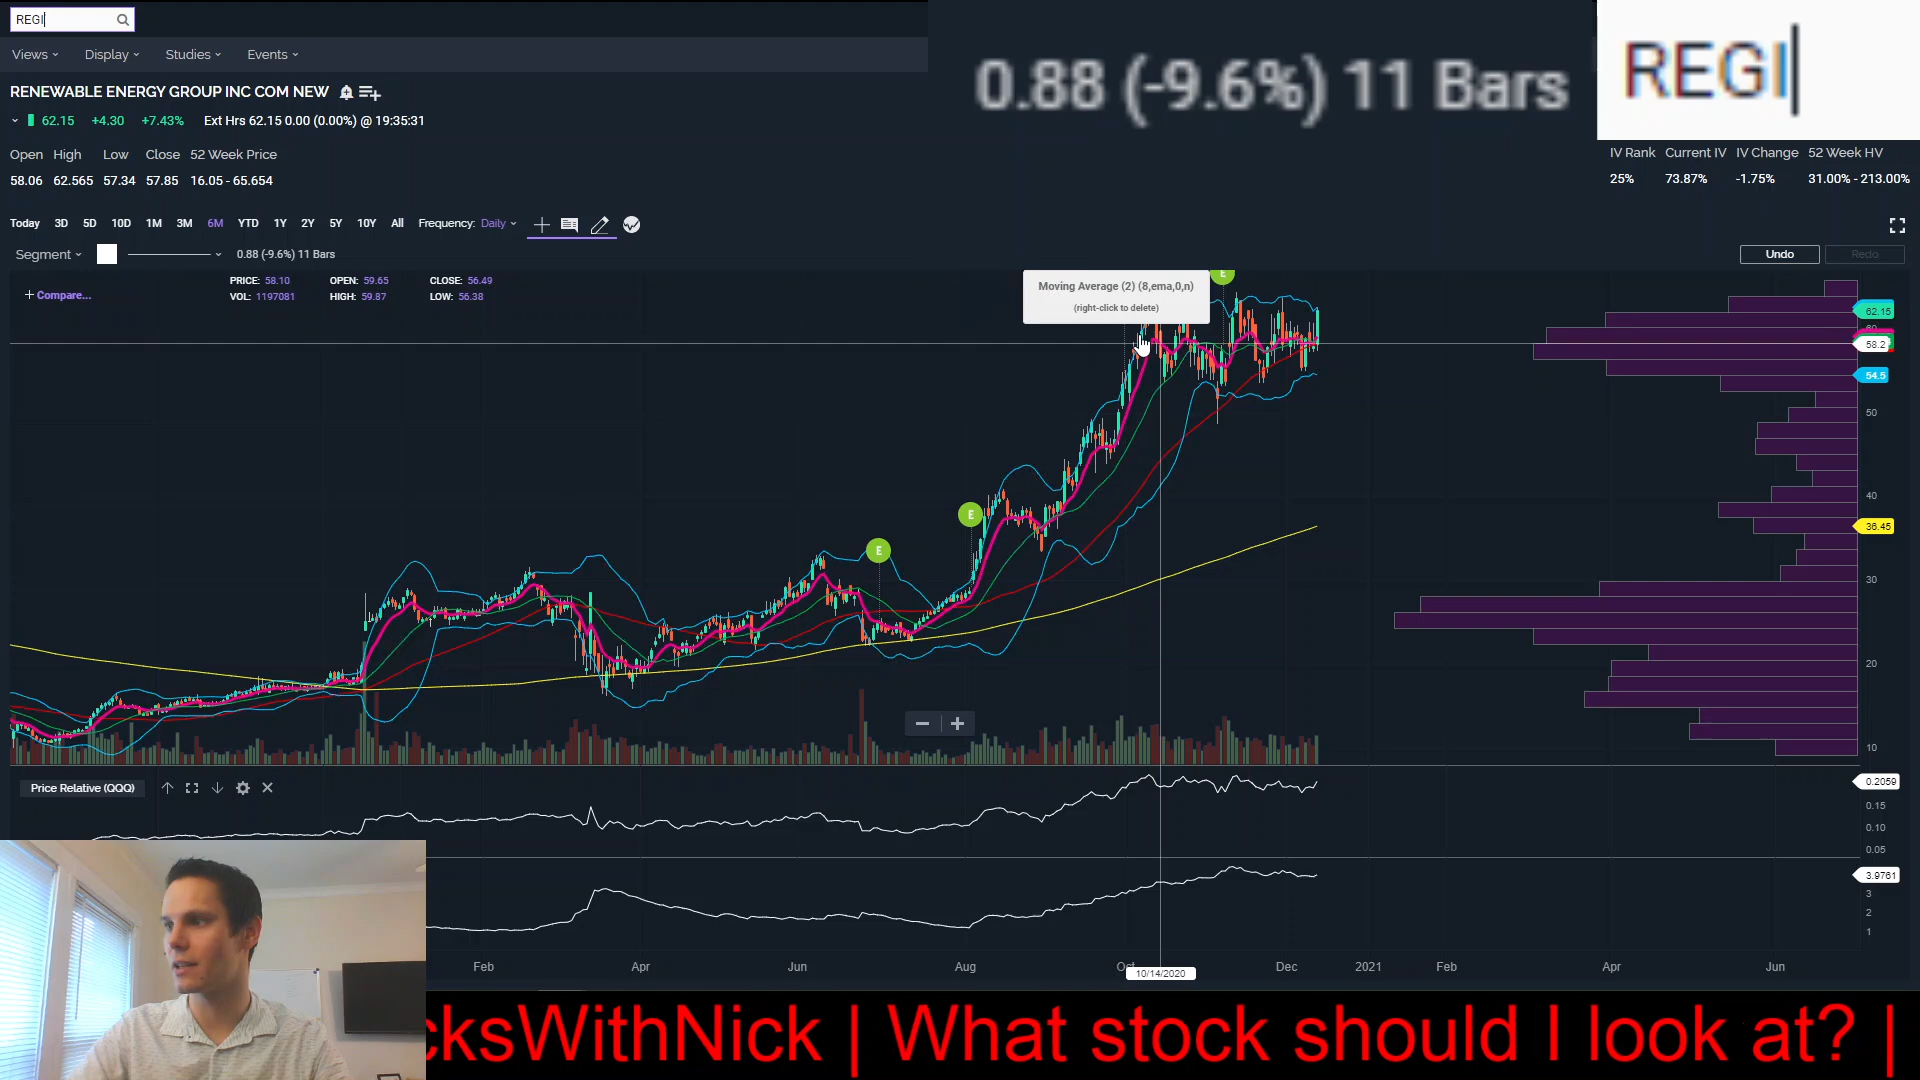 REGI
0.88 (-9.6%) 11 Bars
REGI
Views Display Studies Events
RENEWABLE ENERGY GROUP INC COM NEW
62.15 +4.30 +7.43% Ext Hrs 62.15 0.00 (0.00%) @ 19:35:31
Open High Low Close 52 Week Price
58.06 62.565 57.34 57.85 16.05 - 65.654
IV Rank Current IV IV Change 52 Week HV
25% 73.87% -1.75% 31.00% - 213.00%
Today 3D 5D 10D 1M 3M 6M YTD 1Y 2Y 5Y 10Y All Frequency: Daily
Segment 0.88 (-9.6%) 11 Bars
Undo Redo
+ Compare...
PRICE: 58.10 OPEN: 59.65 CLOSE: 56.49
VOL: 1197081 HIGH: 59.87 LOW: 56.38
Moving Average (2) (8,ema,0,n)
(right-click to delete)
E
E
E
62.15
58.2
54.5
50
40
36.45
30
20
10
Price Relative (QQQ)
0.2059
0.15
0.10
0.05
3.9761
3
2
1
Feb Apr Jun Aug Oct Dec 2021 Feb Apr Jun
10/14/2020
cksWithNick | What stock should I look at? |